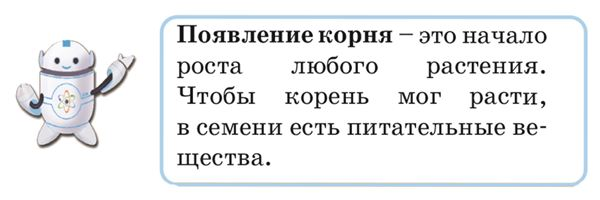 Появление корня – это начало
роста любого растения.
Чтобы корень мог расти,
в семени есть питательные ве-
щества.